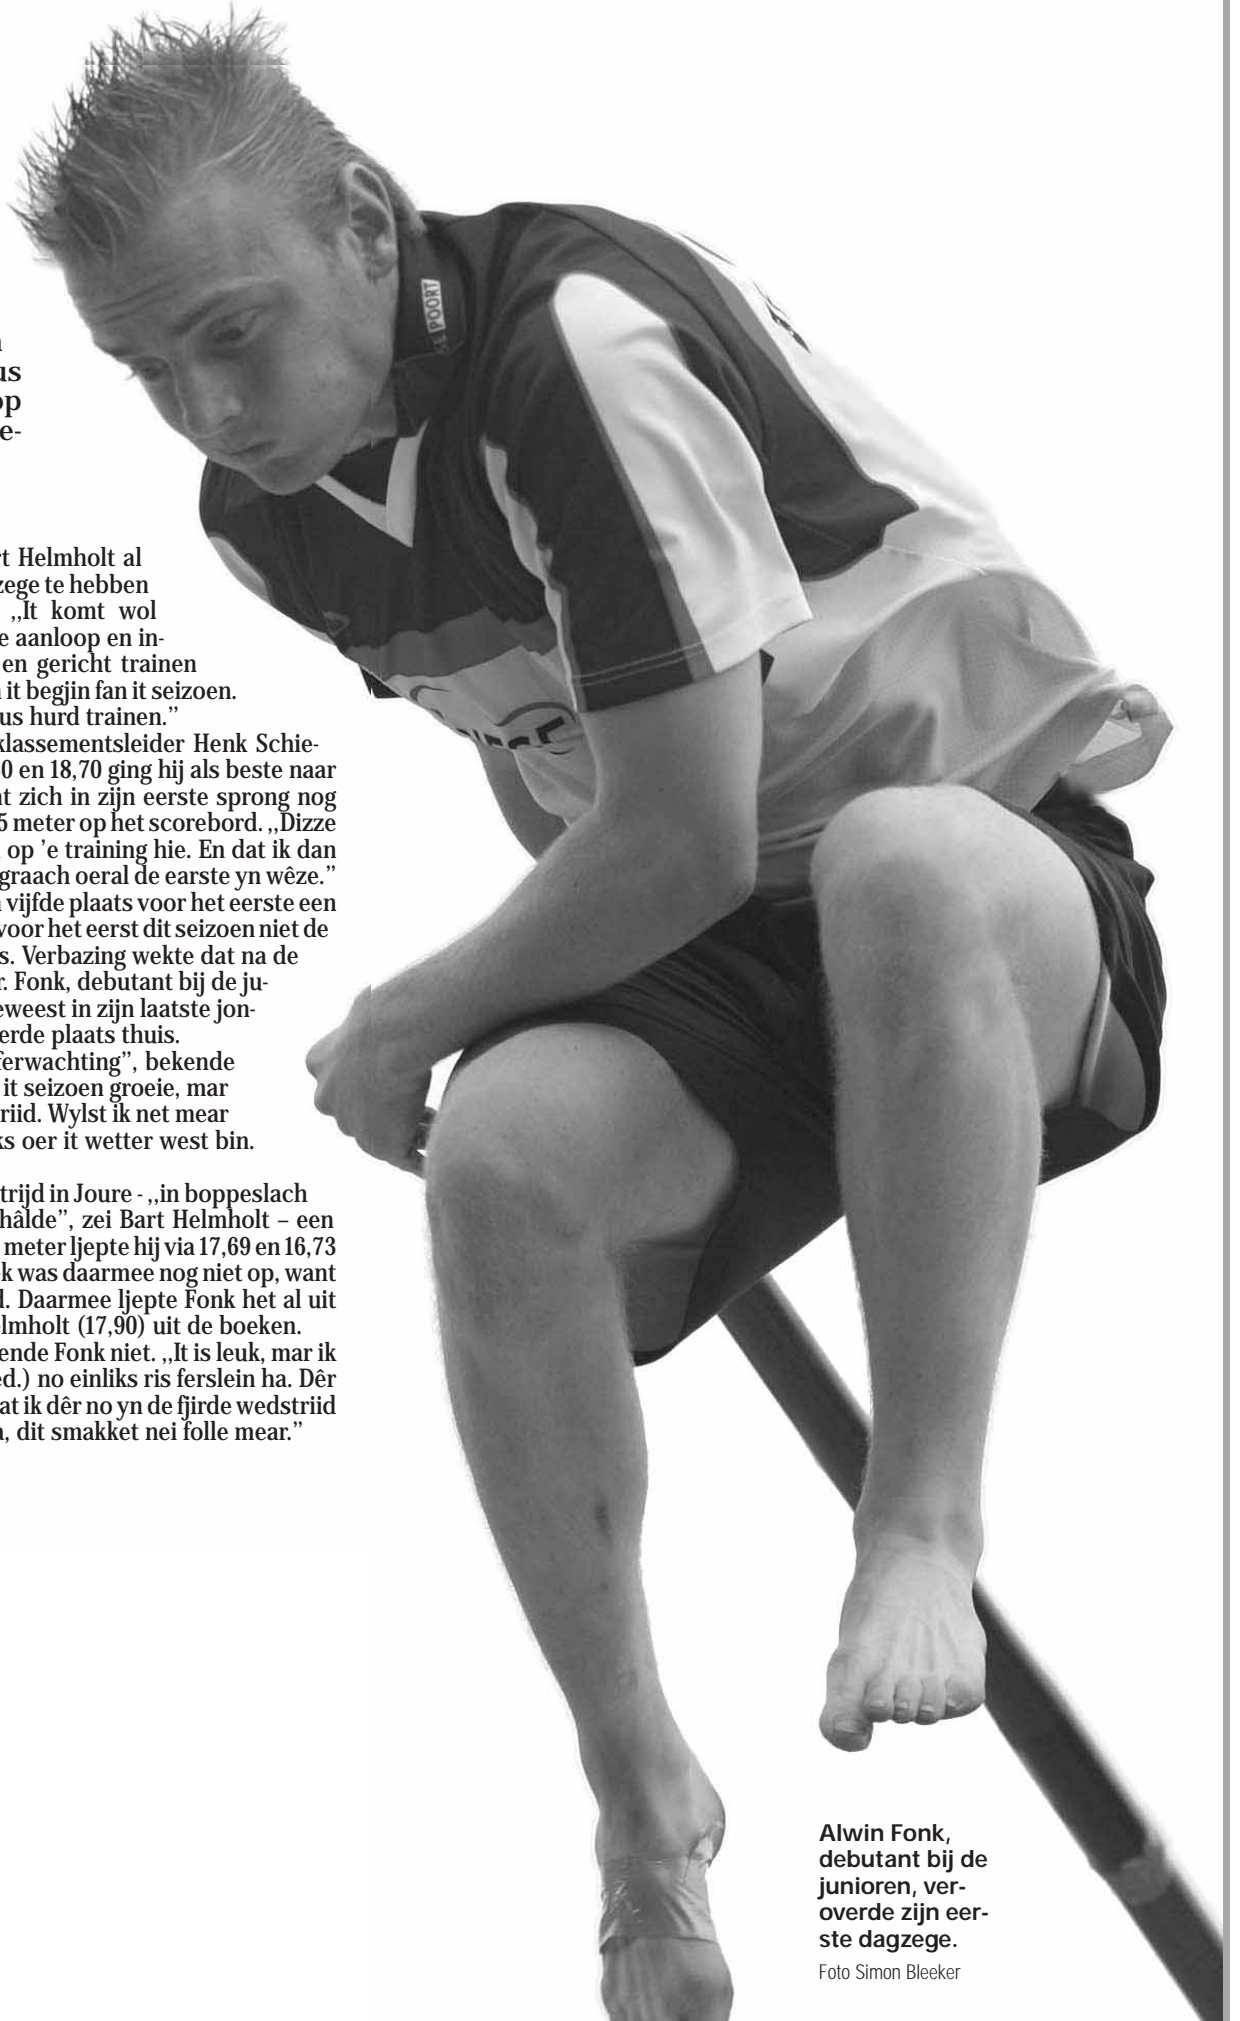 us
op
e-
rt Helmholt al
zege te hebben
„It komt wol
e aanloop en in-
en gericht trainen
it begjin fan it seizoen.
us hurd trainen.”
klassementsleider Henk Schie-
0 en 18,70 ging hij als beste naar
nt zich in zijn eerste sprong nog
5 meter op het scorebord. „Dizze
op ’e training hie. En dat ik dan
graach oeral de earste yn wêze.”
vijfde plaats voor het eerste een
voor het eerst dit seizoen niet de
s. Verbazing wekte dat na de
r. Fonk, debutant bij de ju-
eweest in zijn laatste jon-
erde plaats thuis.
ferwachting”, bekende
it seizoen groeie, mar
riid. Wylst ik net mear
ks oer it wetter west bin.
trijd in Joure - „in boppeslach
hâlde”, zei Bart Helmholt – een
meter ljepte hij via 17,69 en 16,73
k was daarmee nog niet op, want
d. Daarmee ljepte Fonk het al uit
elmholt (17,90) uit de boeken.
ende Fonk niet. „It is leuk, mar ik
ed.) no einliks ris ferslein ha. Dêr
at ik dêr no yn de fjirde wedstriid
a, dit smakket nei folle mear.”
SE POORT
Alwin Fonk,
debutant bij de
junioren, ver-
overde zijn eer-
ste dagzege.
Foto Simon Bleeker